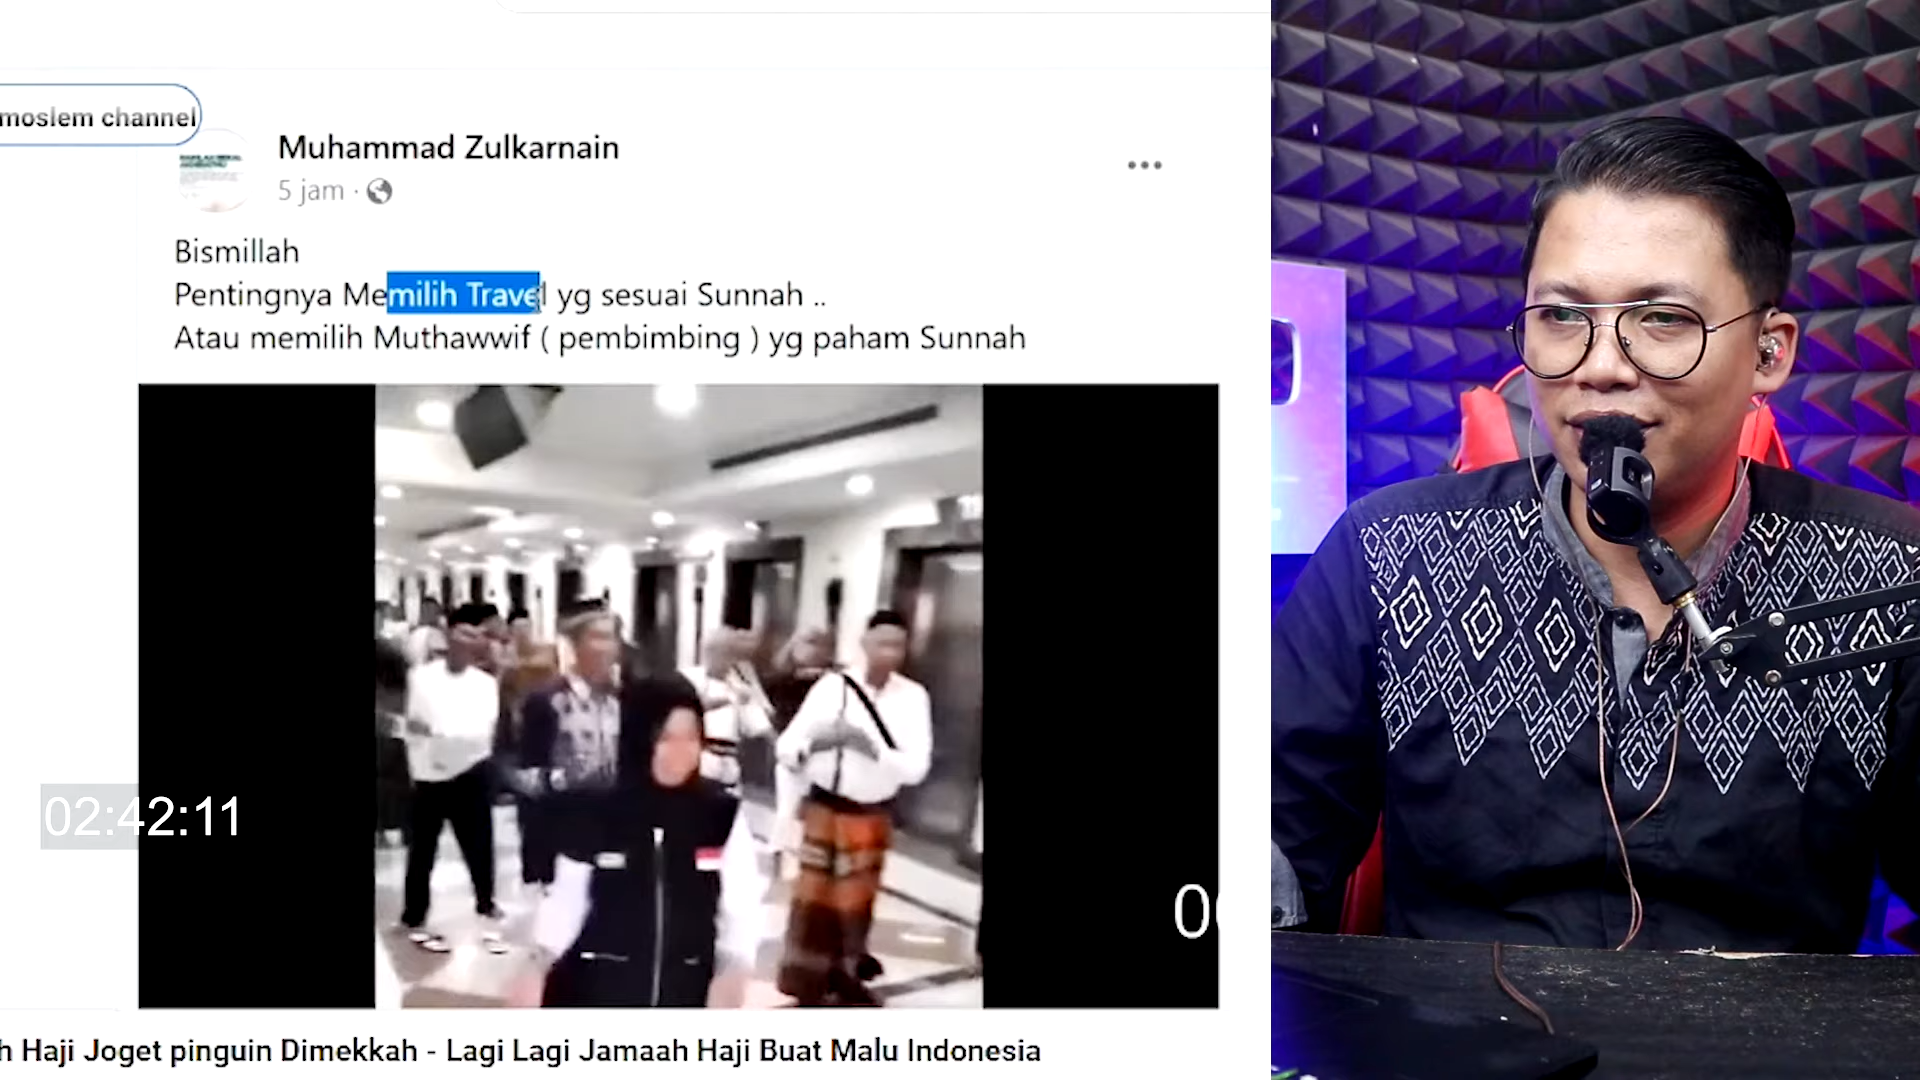 moslem channel
Muhammad Zulkarnain
5 jam ·
Bismillah
Pentingnya Memilih Travel yg sesuai Sunnah ..
Atau memilih Muthawwif ( pembimbing ) yg paham Sunnah
02:42:11
h Haji Joget pinguin Dimekkah - Lagi Lagi Jamaah Haji Buat Malu Indonesia